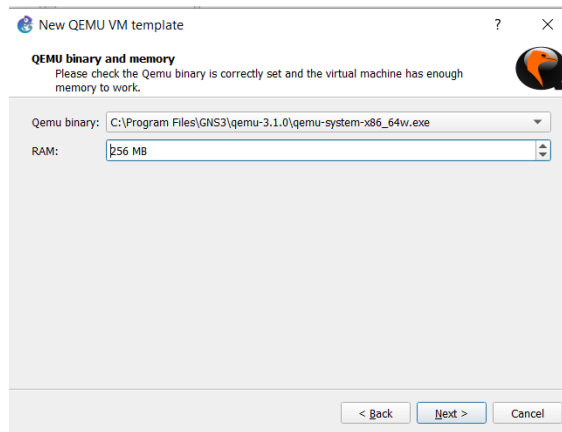 New QEMU VM template
?
QEMU binary and memory
Please check the Qemu binary is correctly set and the virtual machine has enough
memory to work.
Qemu binary: C:\Program Files\GNS3\qemu-3.1.0\qemu-system-x86_64w.exe
RAM: 256 MB
< Back Next > Cancel